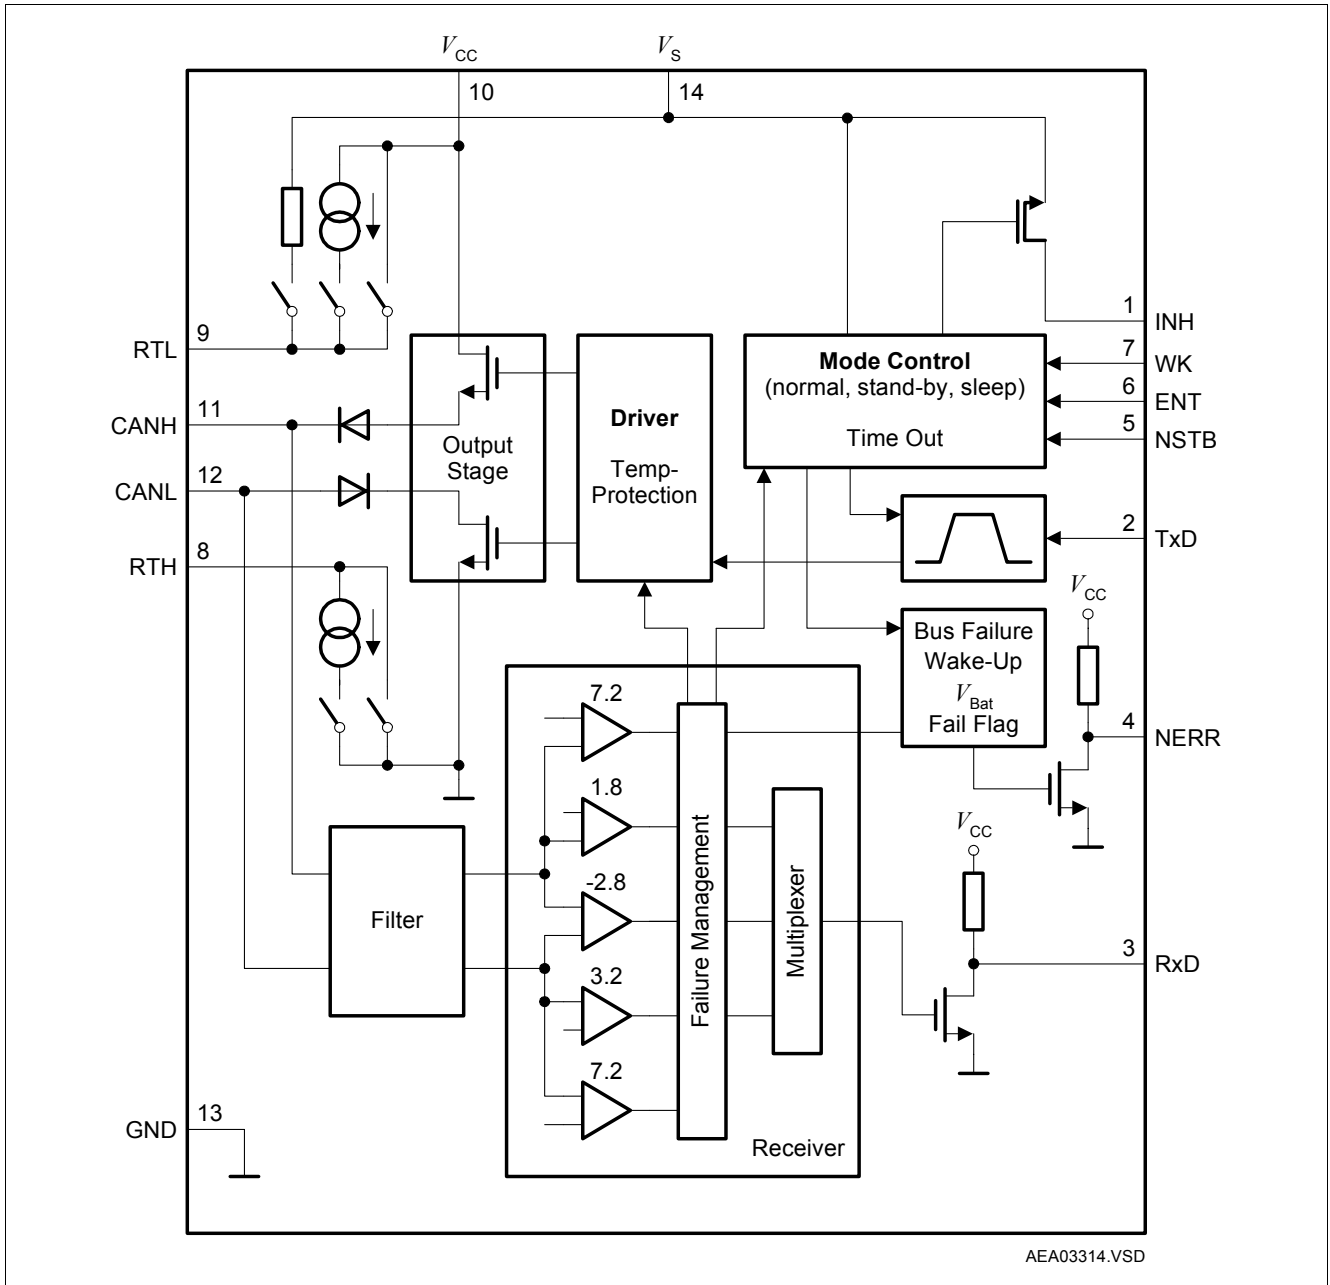 VCC
VS
10
14
1
INH
9
RTL
7
WK
Mode Control
(normal, stand-by, sleep)
6
ENT
Time Out
5
NSTB
11
CANH
Driver
Output
Stage
Temp-
Protection
12
CANL
2
TxD
8
RTH
VCC
Bus Failure
Wake-Up
VBat
Fail Flag
4
NERR
7.2
1.8
-2.8
3.2
7.2
Failure Management
Multiplexer
Receiver
Filter
VCC
3
RxD
13
GND
AEA03314.VSD